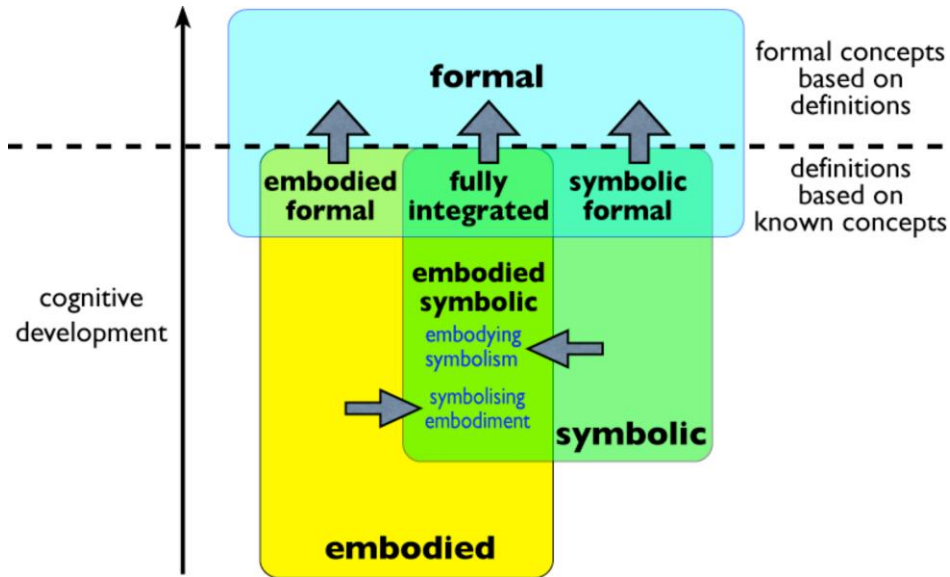 formal
formal concepts
based on
definitions
embodied
formal
fully
integrated
symbolic
formal
definitions
based on
known concepts
embodied
symbolic
embodying
symbolism
symbolising
embodiment
cognitive
development
symbolic
embodied